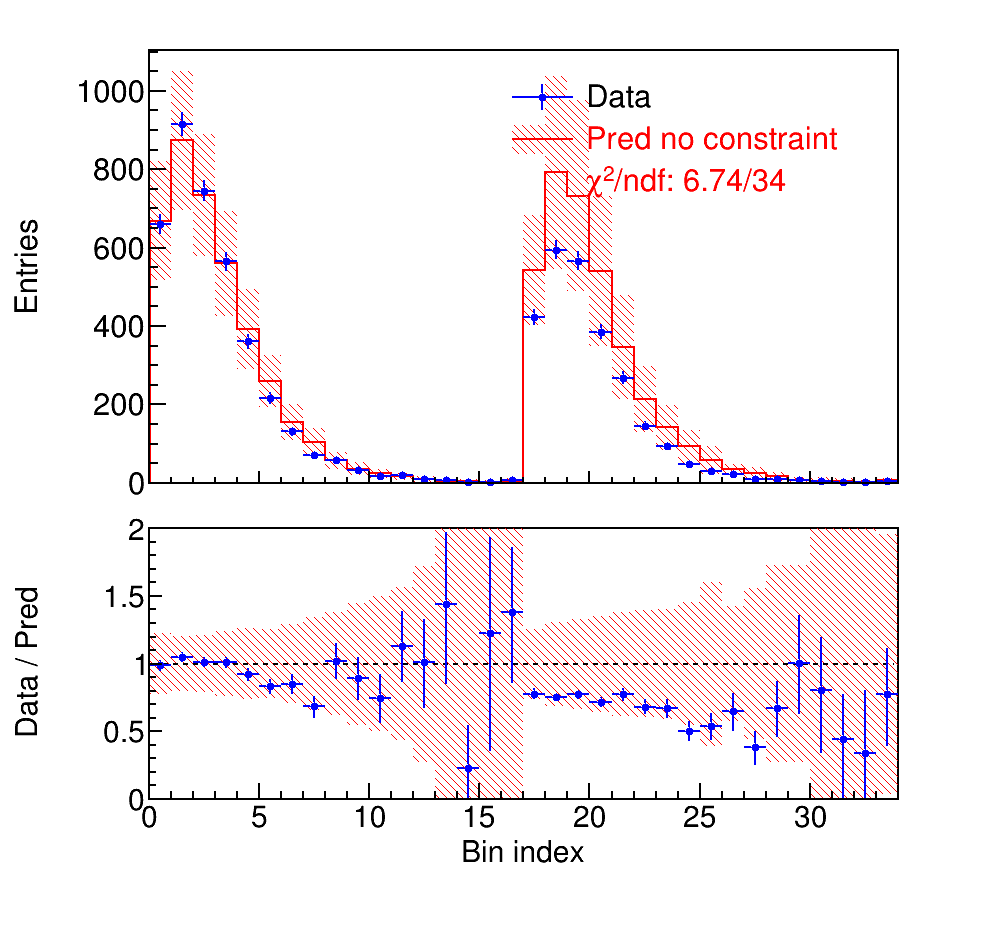 Entries
1000
800
600
400
200
0
Data
Pred no constraint
χ²/ndf: 6.74/34
Data / Pred
2
1.5
1
0.5
0
0 5 10 15 20 25 30
Bin index